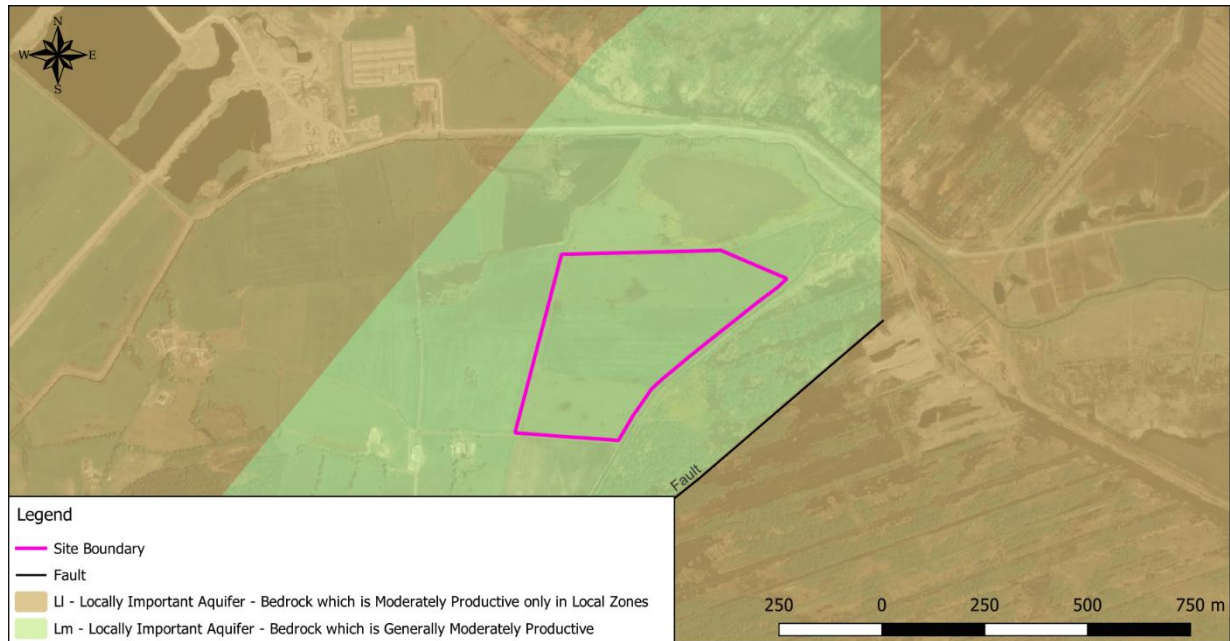 N
W E
S
Fault
Legend
Site Boundary
Fault
Ll - Locally Important Aquifer - Bedrock which is Moderately Productive only in Local Zones
Lm - Locally Important Aquifer - Bedrock which is Generally Moderately Productive
250 0 250 500 750 m